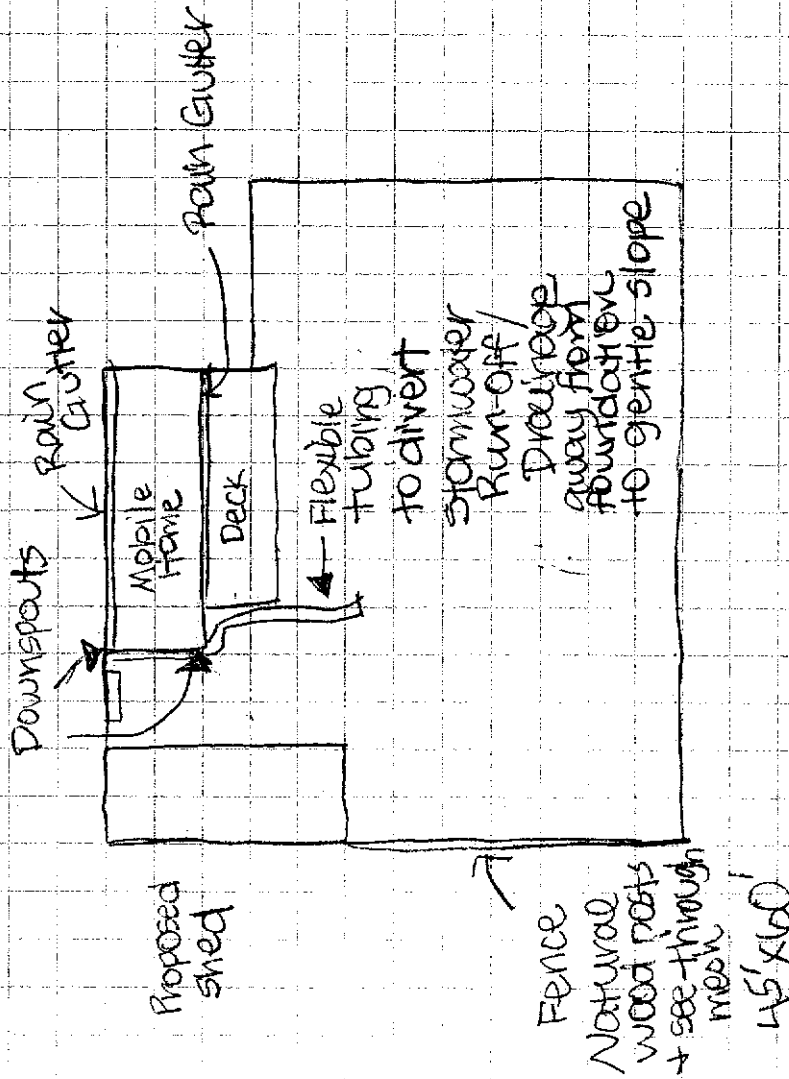 Rain Gutter
Rain
Gutter
Downspouts
Mobile
Home
Deck
Flexible
tubing
to divert
Stormwater
Run-off/
Drainage
away from
foundation
to gentle slope
Proposed
shed
Fence
Natural
wood posts
+ see-through
mesh
45'x60'